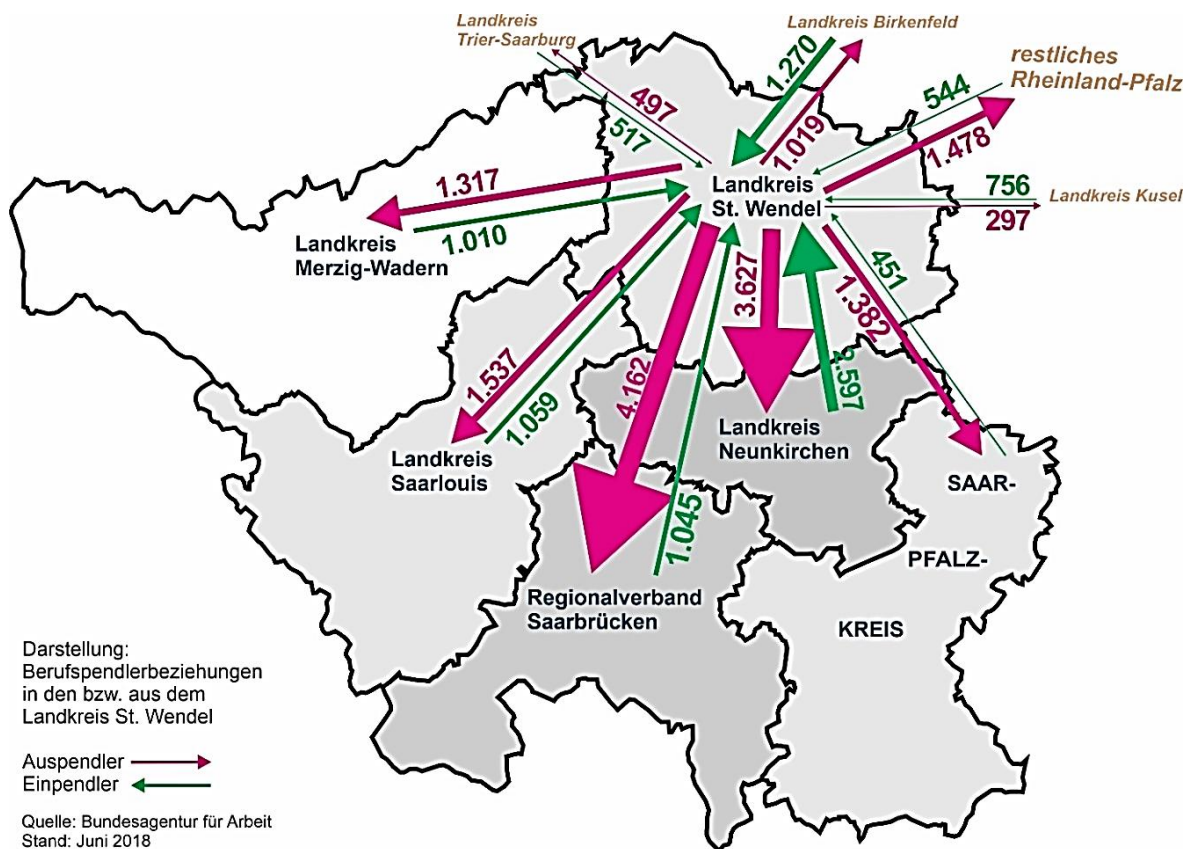 Landkreis
Trier-Saarburg
Landkreis Birkenfeld
restliches
Rheinland-Pfalz
497
517
1.270
1.019
544
1.478
1.317
1.010
Landkreis
St. Wendel
756
297
Landkreis Kusel
Landkreis
Merzig-Wadern
451
1.382
3.627
2.597
4.162
1.537
1.059
1.045
Landkreis
Saarlouis
Landkreis
Neunkirchen
SAAR-
PFALZ-
KREIS
Regionalverband
Saarbrücken
Darstellung:
Berufspendlerbeziehungen
in den bzw. aus dem
Landkreis St. Wendel
Auspendler
Einpendler
Quelle: Bundesagentur für Arbeit
Stand: Juni 2018